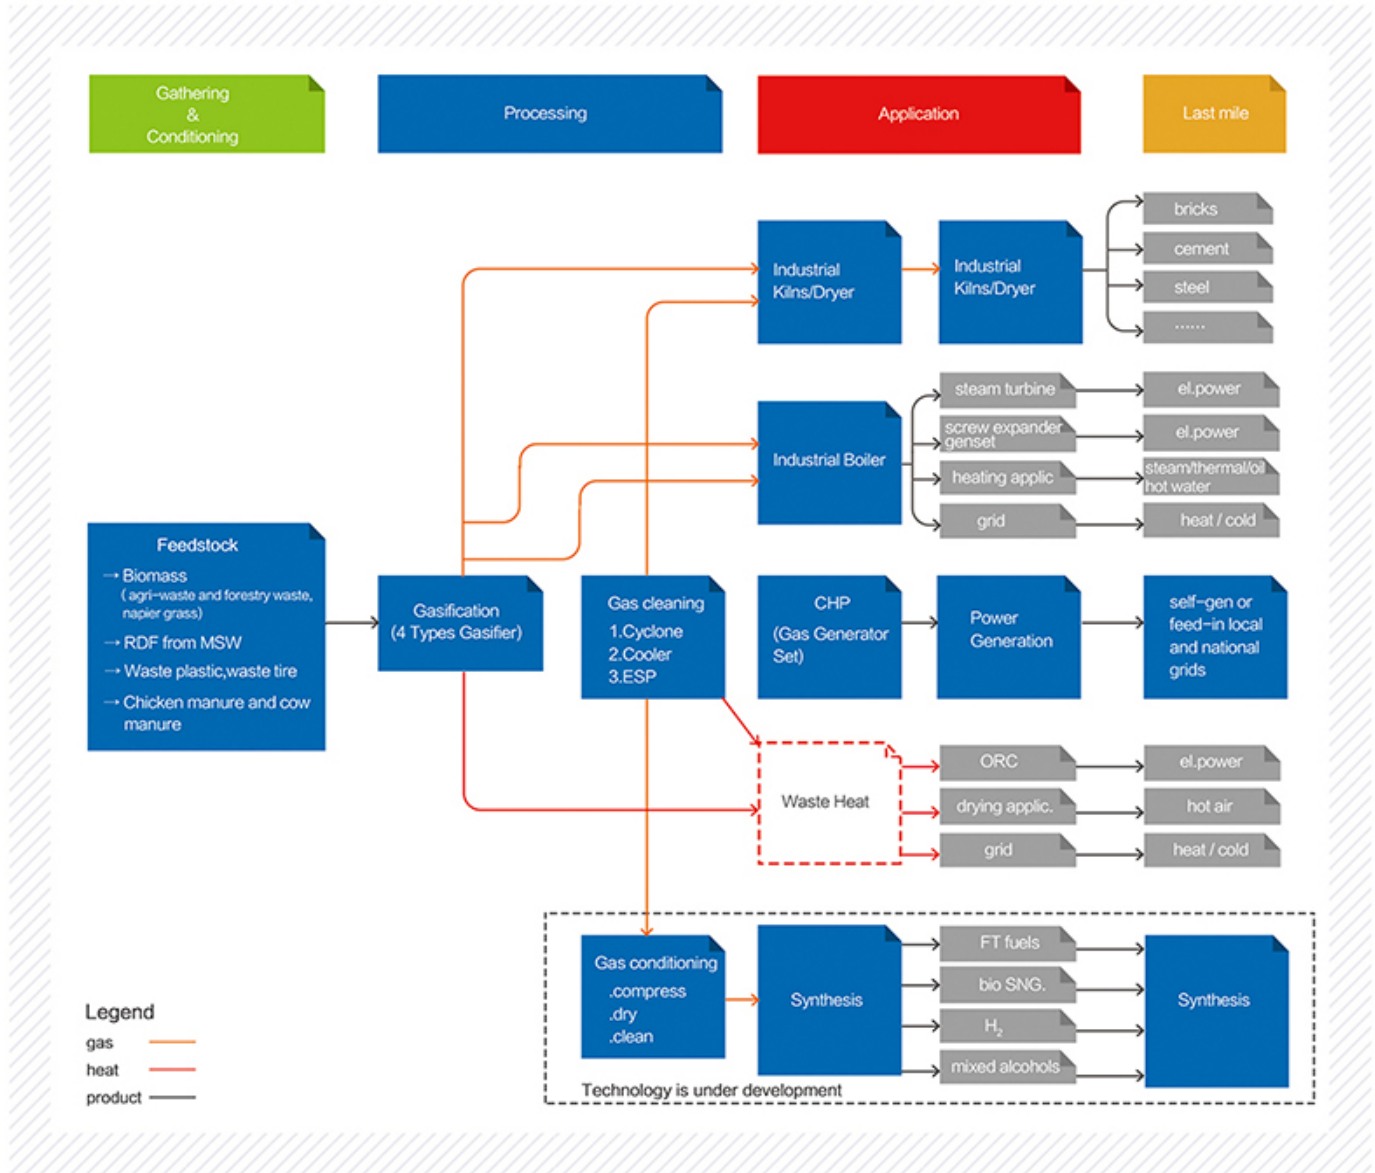 Gathering
&
Conditioning
Processing
Application
Last mile
Industrial
Kilns/Dryer
Industrial
Kilns/Dryer
bricks
cement
steel
······
Industrial Boiler
steam turbine
el.power
screw expander
genset
el.power
heating applic
steam/thermal/oil
hot water
grid
heat / cold
Feedstock
→ Biomass
( agri-waste and forestry waste,
napier grass)
→ RDF from MSW
→ Waste plastic,waste tire
→ Chicken manure and cow
manure
Gasification
(4 Types Gasifier)
Gas cleaning
1.Cyclone
2.Cooler
3.ESP
CHP
(Gas Generator
Set)
Power
Generation
self-gen or
feed-in local
and national
grids
Waste Heat
ORC
el.power
drying applic.
hot air
grid
heat / cold
Gas conditioning
.compress
.dry
.clean
Synthesis
FT fuels
bio SNG.
H2
mixed alcohols
Synthesis
Technology is under development
Legend
gas
heat
product